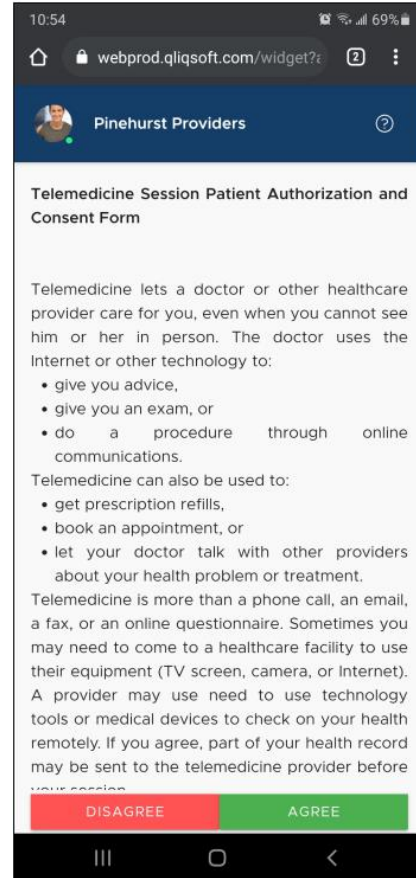 10:54 69%
webprod.qliqsoft.com/widget?a 2
Pinehurst Providers ?
Telemedicine Session Patient Authorization and
Consent Form
Telemedicine lets a doctor or other healthcare
provider care for you, even when you cannot see
him or her in person. The doctor uses the
Internet or other technology to:
• give you advice,
• give you an exam, or
• do a procedure through online
communications.
Telemedicine can also be used to:
• get prescription refills,
• book an appointment, or
• let your doctor talk with other providers
about your health problem or treatment.
Telemedicine is more than a phone call, an email,
a fax, or an online questionnaire. Sometimes you
may need to come to a healthcare facility to use
their equipment (TV screen, camera, or Internet).
A provider may use need to use technology
tools or medical devices to check on your health
remotely. If you agree, part of your health record
may be sent to the telemedicine provider before
your session
DISAGREE AGREE